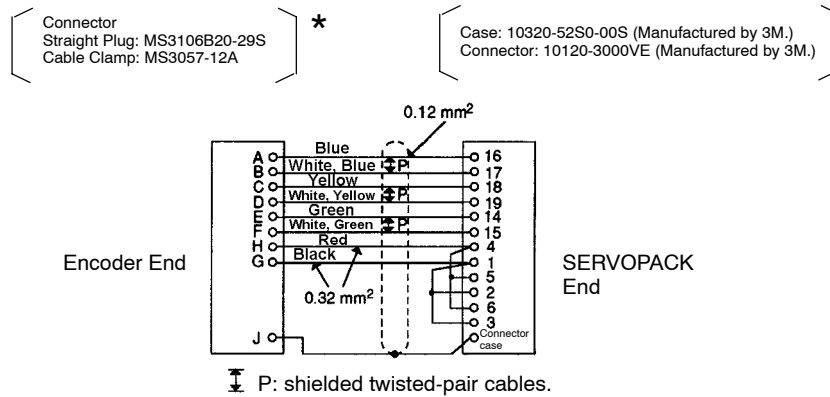 Connector
Straight Plug: MS3106B20-29S
Cable Clamp: MS3057-12A
*
Case: 10320-52S0-00S (Manufactured by 3M.)
Connector: 10120-3000VE (Manufactured by 3M.)
0.12 mm²
A Blue 16
B White, Blue P 17
C Yellow 18
D White, Yellow P 19
E Green 14
F White, Green P 15
H Red 4
G Black 1
Encoder End
SERVOPACK
End
5
0.32 mm²
2
6
3
J Connector
case
P: shielded twisted-pair cables.